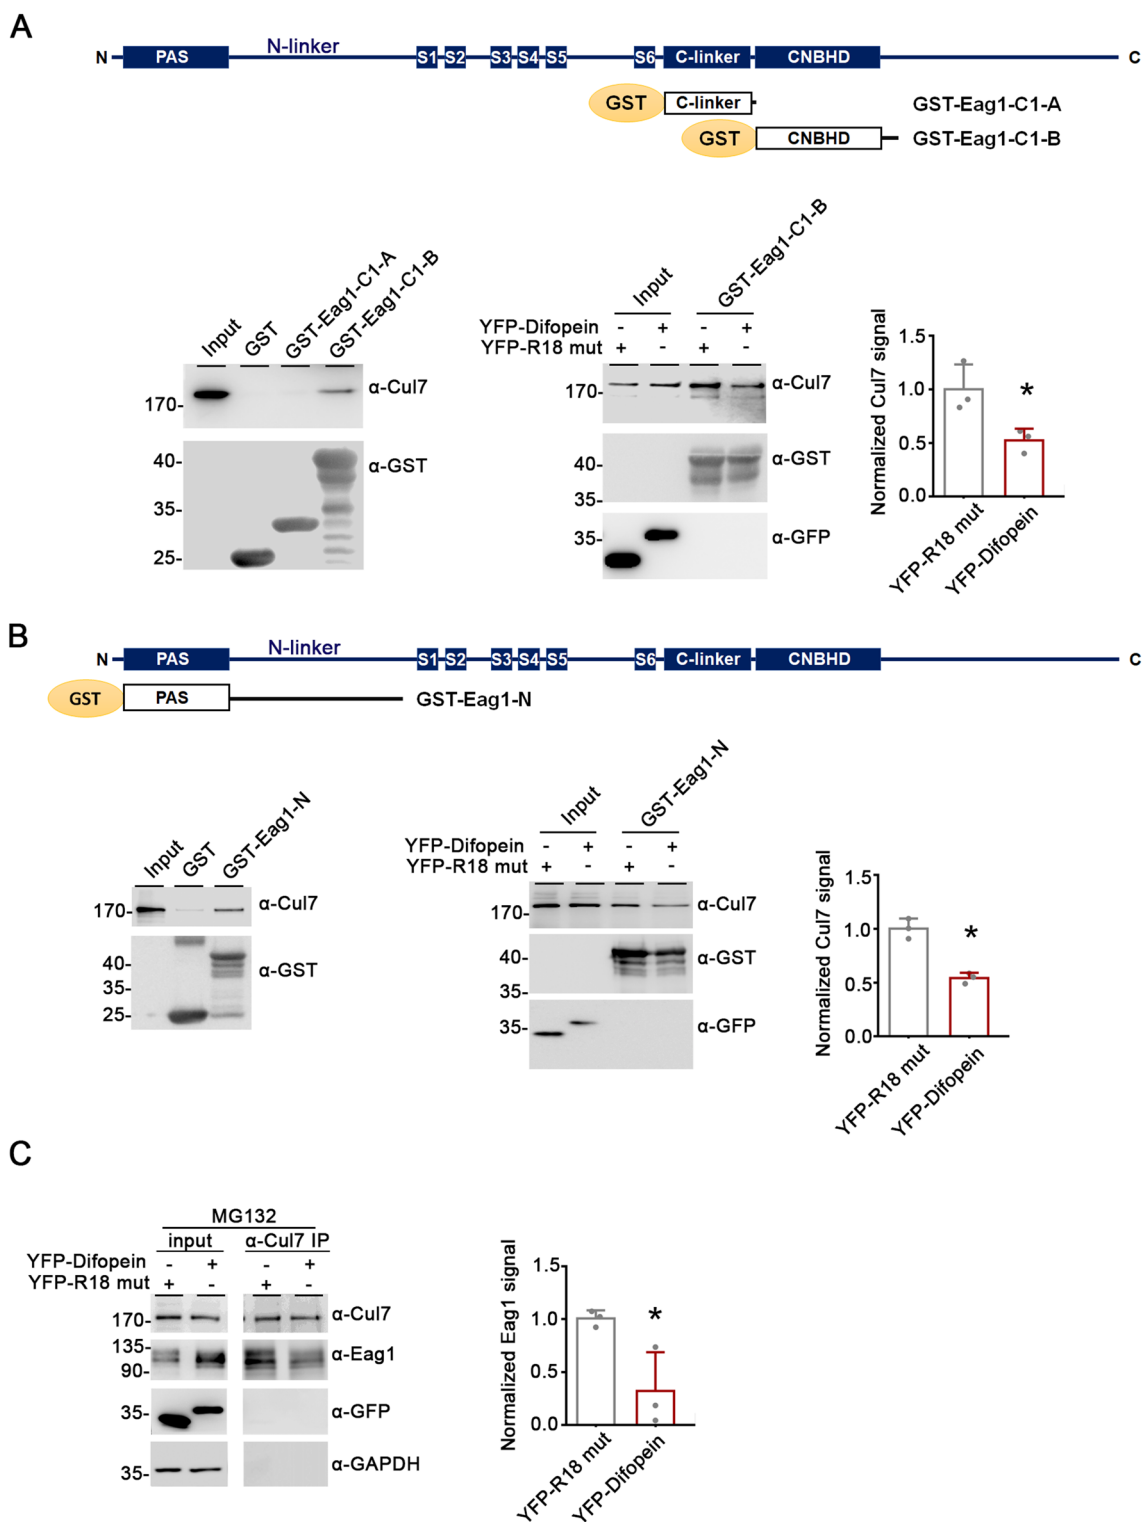 A
N PAS N-linker S1 S2 S3 S4 S5 S6 C-linker CNBHD C
GST C-linker GST-Eag1-C1-A
GST CNBHD GST-Eag1-C1-B
Input GST GST-Eag1-C1-A GST-Eag1-C1-B
170- α-Cul7
40- α-GST
35-
25-
Input GST-Eag1-C1-B
YFP-Difopein - + - +
YFP-R18 mut + - + -
170- α-Cul7
40- α-GST
35-
35- α-GFP
Normalized Cul7 signal
1.5
1.0
0.5
0.0
*
YFP-R18 mut YFP-Difopein
B
N PAS N-linker S1 S2 S3 S4 S5 S6 C-linker CNBHD C
GST PAS GST-Eag1-N
Input GST GST-Eag1-N
170- α-Cul7
40- α-GST
35-
25-
Input GST-Eag1-N
YFP-Difopein - + - +
YFP-R18 mut + - + -
170- α-Cul7
40- α-GST
35-
35- α-GFP
Normalized Cul7 signal
1.5
1.0
0.5
0.0
*
YFP-R18 mut YFP-Difopein
C
MG132
input α-Cul7 IP
YFP-Difopein - + - +
YFP-R18 mut + - + -
170- α-Cul7
135- α-Eag1
90-
35- α-GFP
35- α-GAPDH
Normalized Eag1 signal
1.5
1.0
0.5
0.0
*
YFP-R18 mut YFP-Difopein